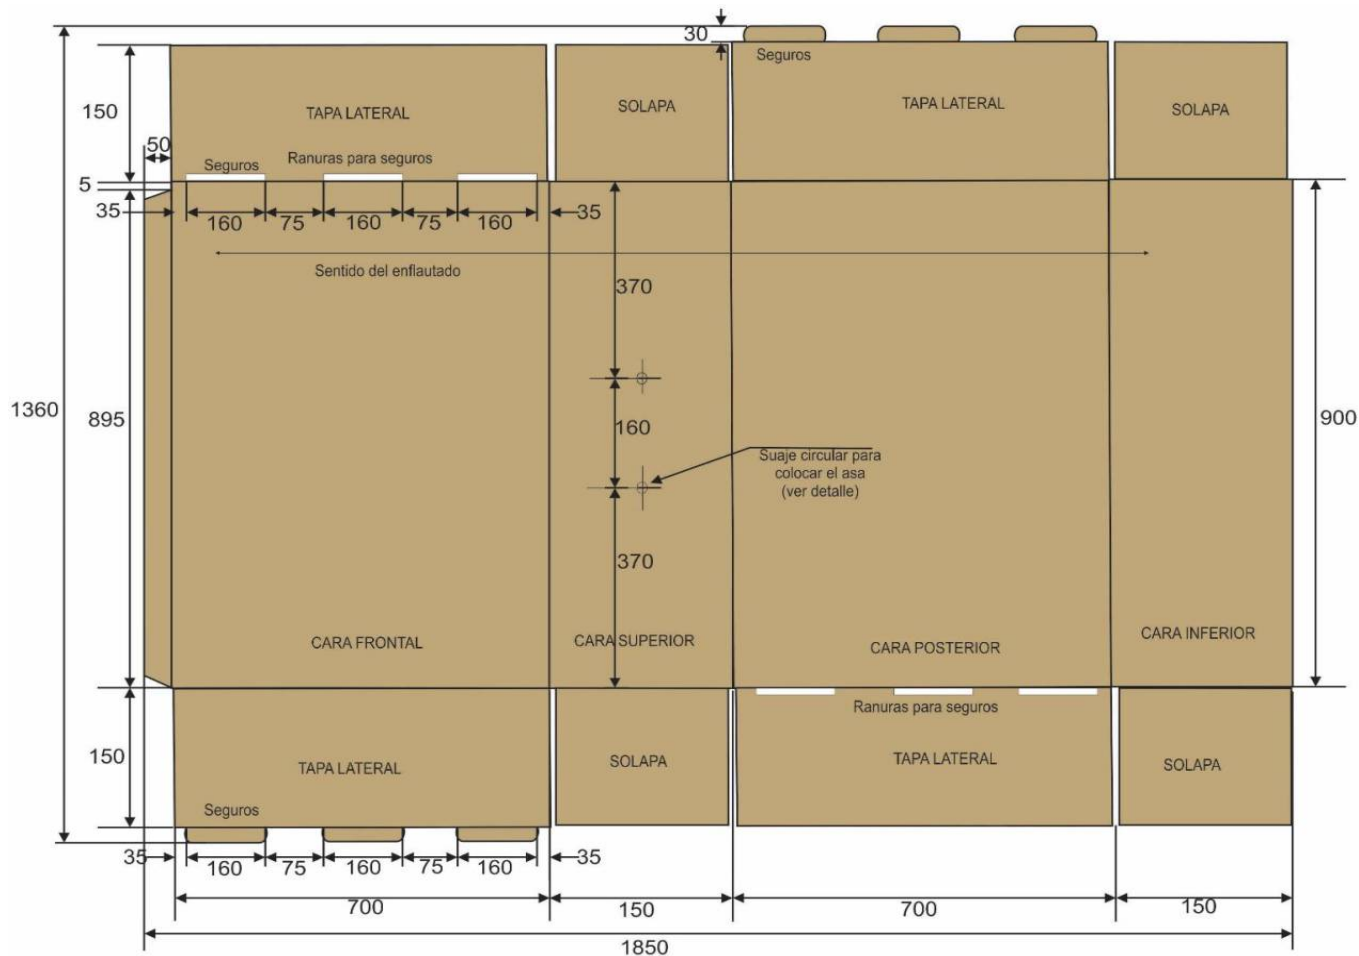 30
Seguros
150
TAPA LATERAL
SOLAPA
TAPA LATERAL
SOLAPA
50
Seguros
Ranuras para seguros
5
35
160
75
160
75
160
35
Sentido del enflautado
370
1360
895
160
900
Suaje circular para
colocar el asa
(ver detalle)
370
CARA FRONTAL
CARA SUPERIOR
CARA POSTERIOR
CARA INFERIOR
Ranuras para seguros
150
TAPA LATERAL
SOLAPA
TAPA LATERAL
SOLAPA
Seguros
35
160
75
160
75
160
35
700
150
700
150
1850